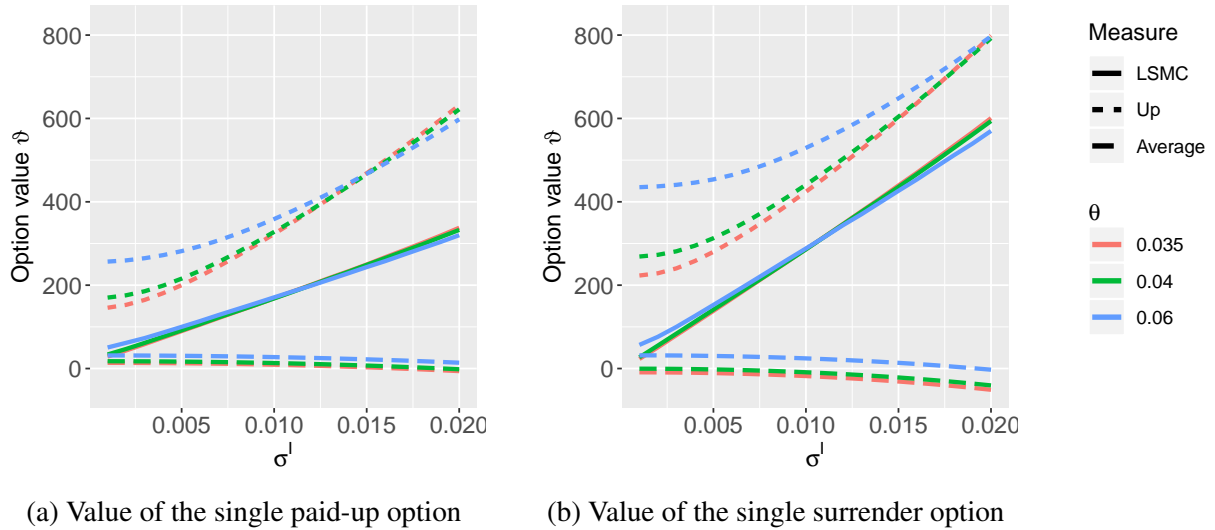 800
600
400
200
0
Option value ϑ
0.005 0.010 0.015 0.020
σᴵ
(a) Value of the single paid-up option
800
600
400
200
0
Option value ϑ
0.005 0.010 0.015 0.020
σᴵ
(b) Value of the single surrender option
Measure
LSMC
Up
Average
θ
0.035
0.04
0.06